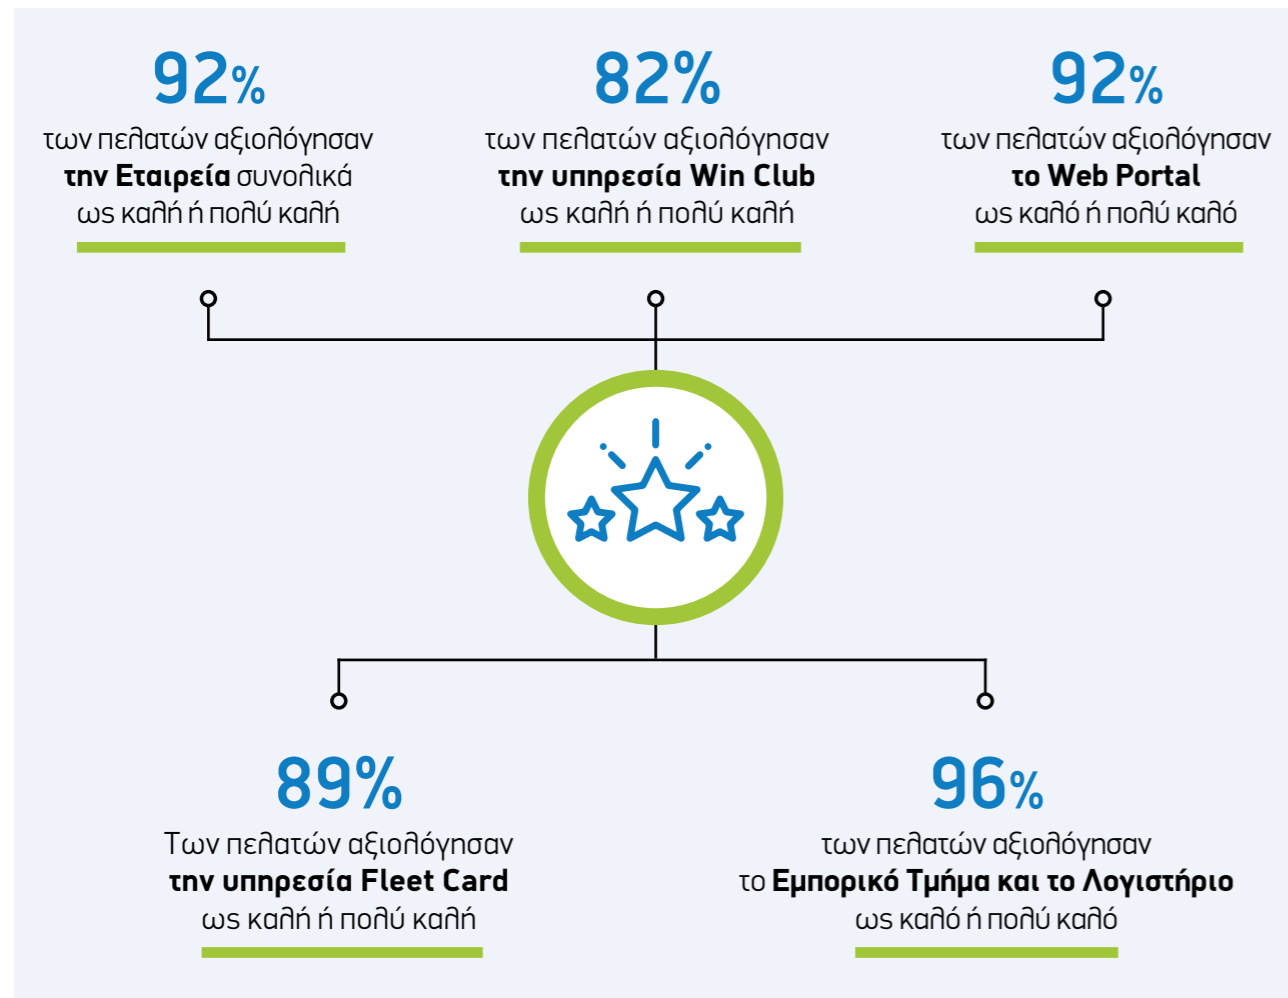 92%
των πελατών αξιολόγησαν
την Εταιρεία συνολικά
ως καλή ή πολύ καλή
82%
των πελατών αξιολόγησαν
την υπηρεσία Win Club
ως καλή ή πολύ καλή
92%
των πελατών αξιολόγησαν
το Web Portal
ως καλό ή πολύ καλό
89%
Των πελατών αξιολόγησαν
την υπηρεσία Fleet Card
ως καλή ή πολύ καλή
96%
των πελατών αξιολόγησαν
το Εμπορικό Τμήμα και το Λογιστήριο
ως καλό ή πολύ καλό